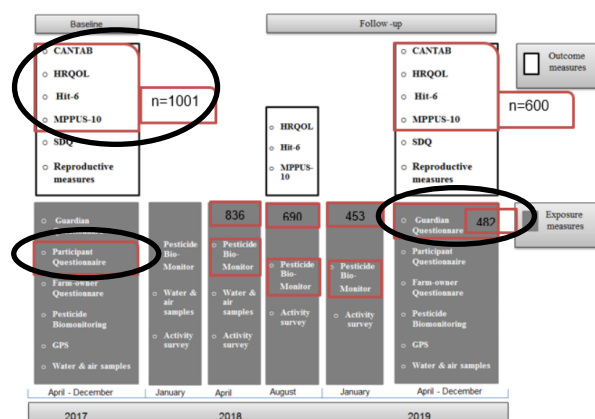 Baseline
Follow -up
CANTAB
HRQOL
Hit-6
MPPUS-10
SDQ
Reproductive
measures
n=1001
HRQOL
Hit-6
MPPUS-
10
CANTAB
HRQOL
Hit-6
MPPUS-10
SDQ
Reproductive
measures
n=600
Outcome
measures
Guardian
Participant
Questionnaire
Farm-owner
Questionnare
Pesticide
Biomonitoring
GPS
Water & air samples
Pesticide
Bio-
Monitor
Water &
air
samples
Activity
survey
836
Pesticide
Bio-
Monitor
Water &
air
samples
Activity
survey
690
Pesticide
Bio-
Monitor
Activity
survey
453
Pesticide
Bio-
Monitor
Activity
survey
Guardian
Questionnaire
482
Participant
Questionnaire
Farm-owner
Questionnaire
Pesticide
Biomonitoring
GPS
Water & air samples
Exposure
measures
April - December
January
April
August
January
April - December
2017
2018
2019